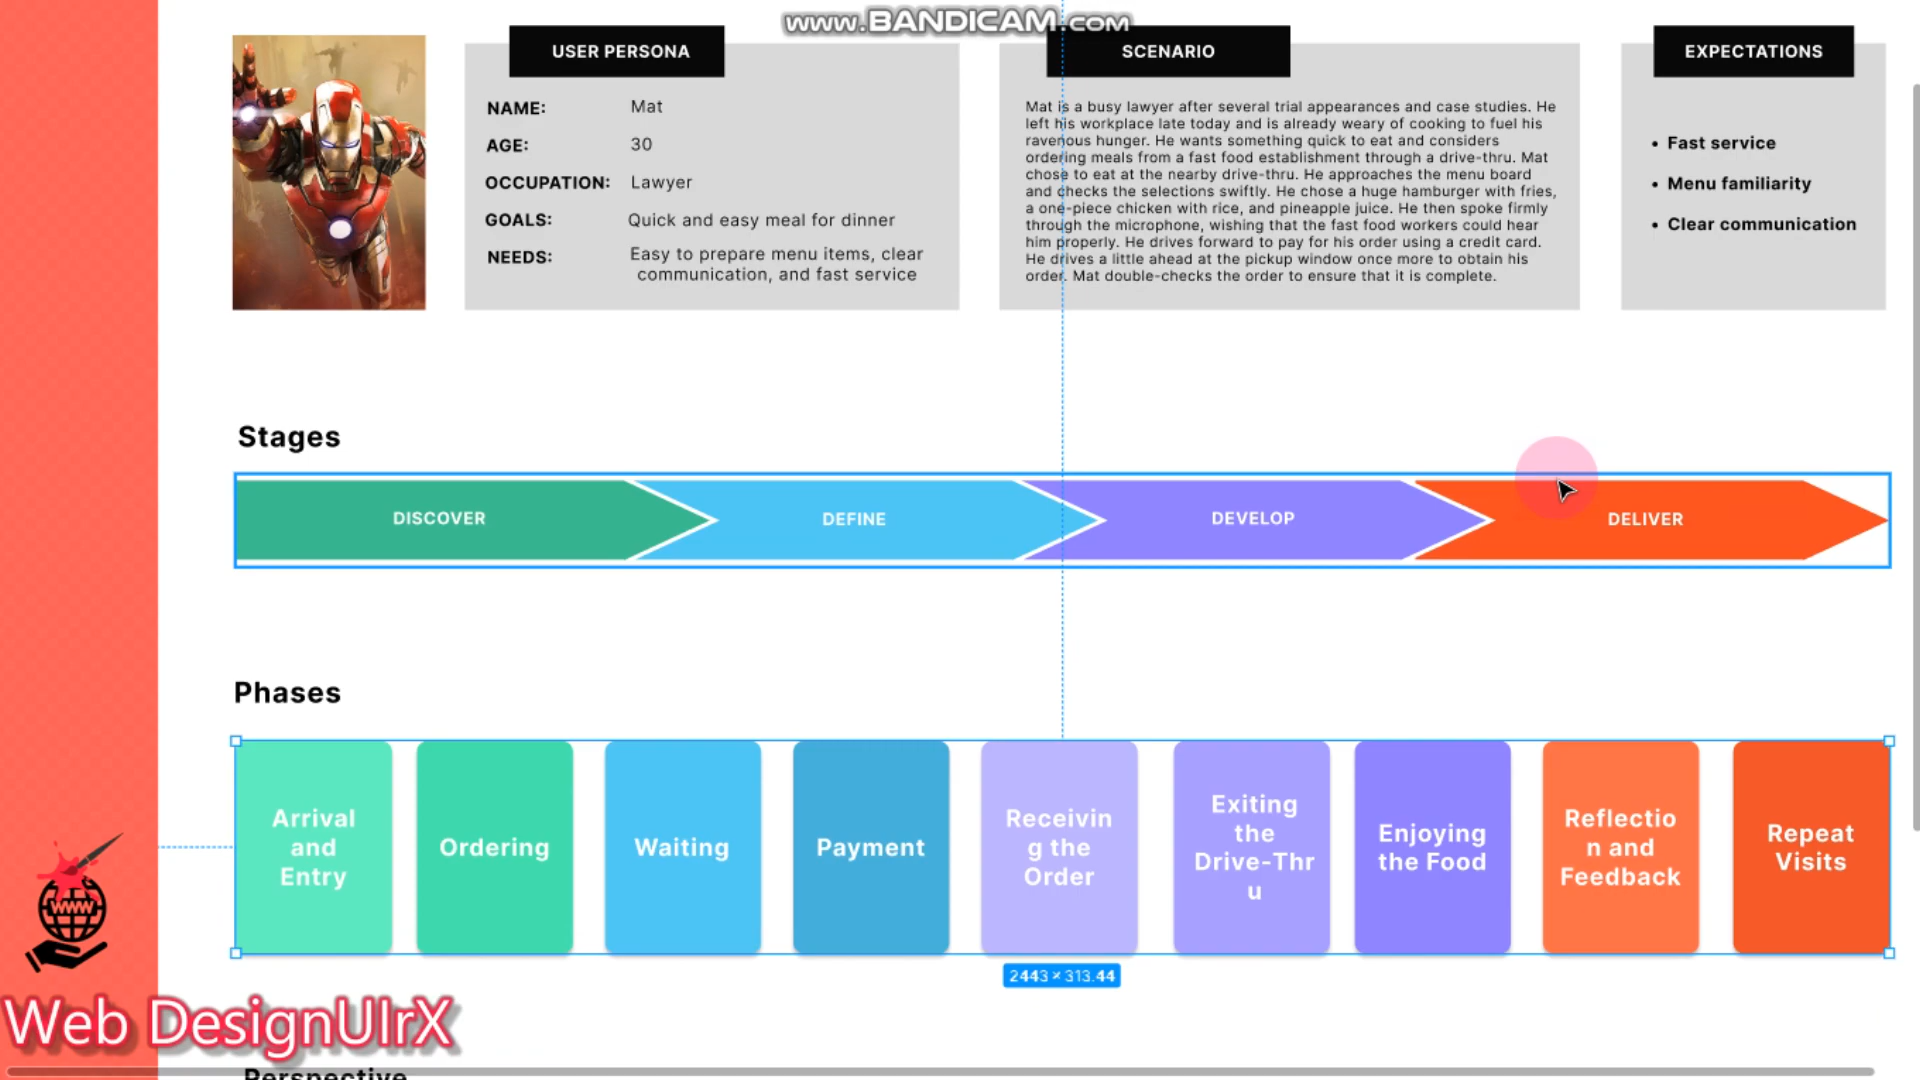 www.BANDICAM.com
USER PERSONA
NAME: Mat
AGE: 30
OCCUPATION: Lawyer
GOALS: Quick and easy meal for dinner
NEEDS: Easy to prepare menu items, clear
communication, and fast service
SCENARIO
Mat is a busy lawyer after several trial appearances and case studies. He
left his workplace late today and is already weary of cooking to fuel his
ravenous hunger. He wants something quick to eat and considers
ordering meals from a fast food establishment through a drive-thru. Mat
chose to eat at the nearby drive-thru. He approaches the menu board
and checks the selections swiftly. He chose a huge hamburger with fries,
a one-piece chicken with rice, and pineapple juice. He then spoke firmly
through the microphone, wishing that the fast food workers could hear
him properly. He drives forward to pay for his order using a credit card.
He drives a little ahead at the pickup window once more to obtain his
order. Mat double-checks the order to ensure that it is complete.
EXPECTATIONS
• Fast service
• Menu familiarity
• Clear communication
Stages
DISCOVER
DEFINE
DEVELOP
DELIVER
Phases
Arrival
and
Entry
Ordering
Waiting
Payment
Receivin
g the
Order
Exiting
the
Drive-Thr
u
Enjoying
the Food
Reflectio
n and
Feedback
Repeat
Visits
2443 × 313.44
www
Web DesignUIrX
Perspective